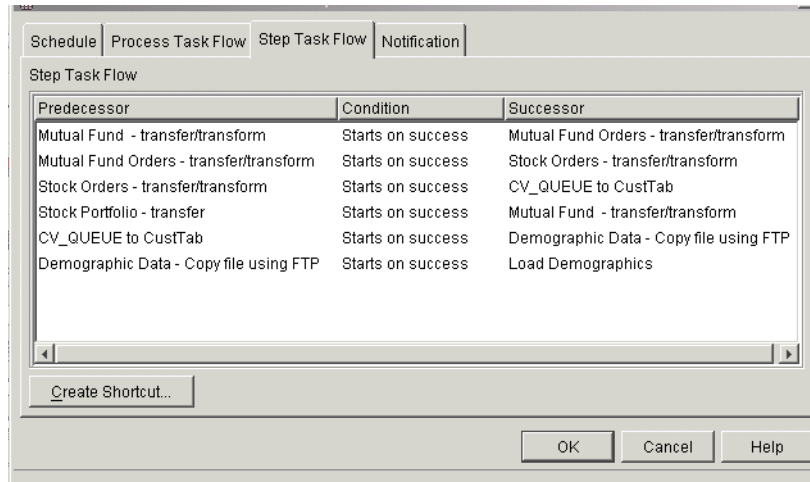 Schedule Process Task Flow Step Task Flow Notification
Step Task Flow
Predecessor Condition Successor
Mutual Fund - transfer/transform Starts on success Mutual Fund Orders - transfer/transform
Mutual Fund Orders - transfer/transform Starts on success Stock Orders - transfer/transform
Stock Orders - transfer/transform Starts on success CV_QUEUE to CustTab
Stock Portfolio - transfer Starts on success Mutual Fund - transfer/transform
CV_QUEUE to CustTab Starts on success Demographic Data - Copy file using FTP
Demographic Data - Copy file using FTP Starts on success Load Demographics
Create Shortcut...
OK Cancel Help